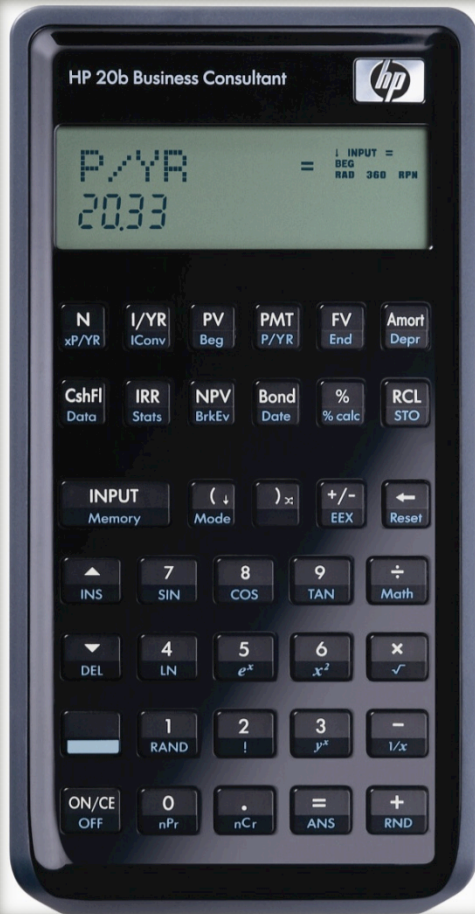 HP 20b Business Consultant
hp
P/YR = ↓ INPUT =
DEG
RAD 360 RPN
20.33
N I/YR PV PMT FV Amort
xP/YR IConv Beg P/YR End Depr
CshFl IRR NPV Bond % RCL
Data Stats BrkEv Date % calc STO
INPUT ( ↓ ) +/- ←
Memory Mode EEX Reset
▲ 7 8 9 ÷
INS SIN COS TAN Math
▼ 4 5 6 ×
DEL LN eˣ x² √
1 2 3 −
RAND ! yˣ 1/x
ON/CE 0 . = +
OFF nPr nCr ANS RND